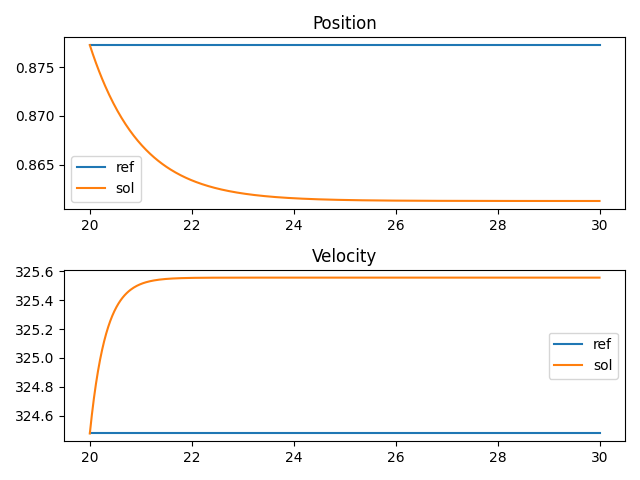 Position
0.875
0.870
0.865
ref
sol
20 22 24 26 28 30
Velocity
325.6
325.4
325.2
325.0
324.8
324.6
ref
sol
20 22 24 26 28 30